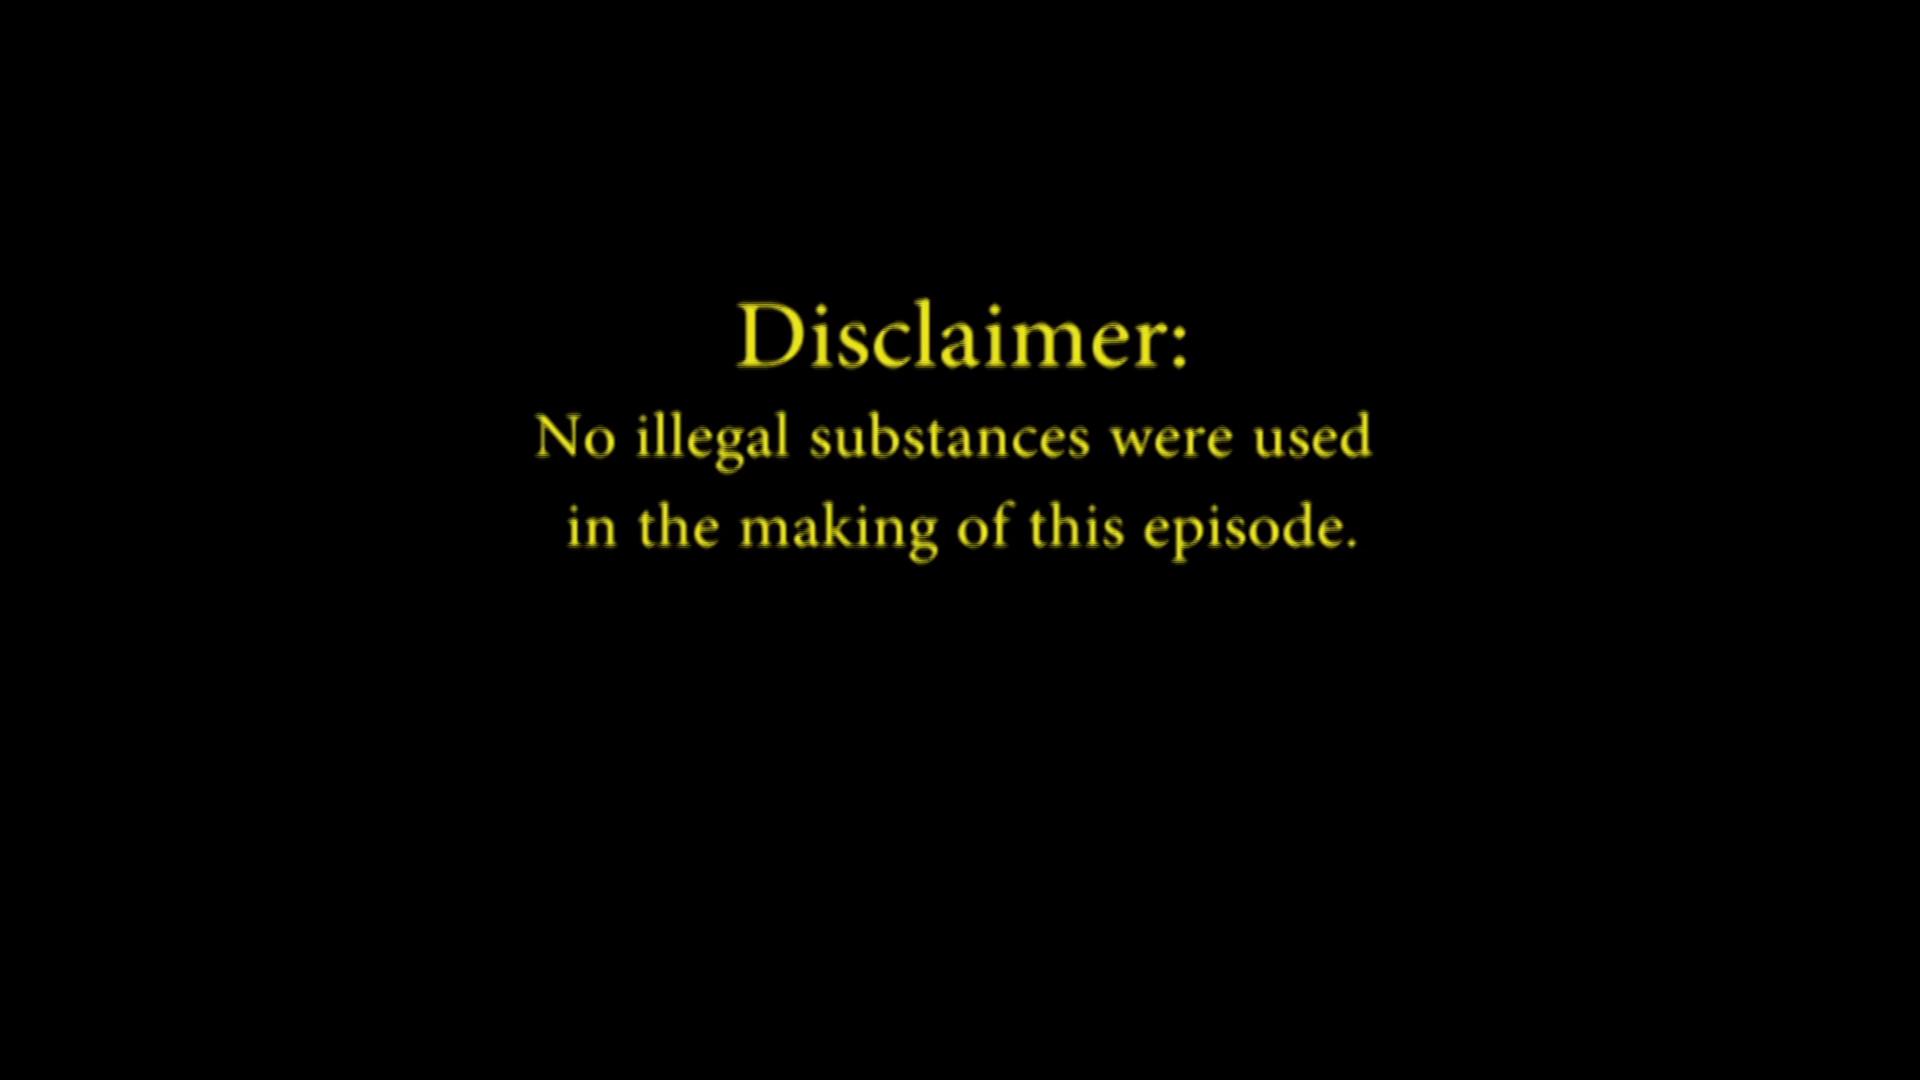 Disclaimer:
No illegal substances were used
in the making of this episode.